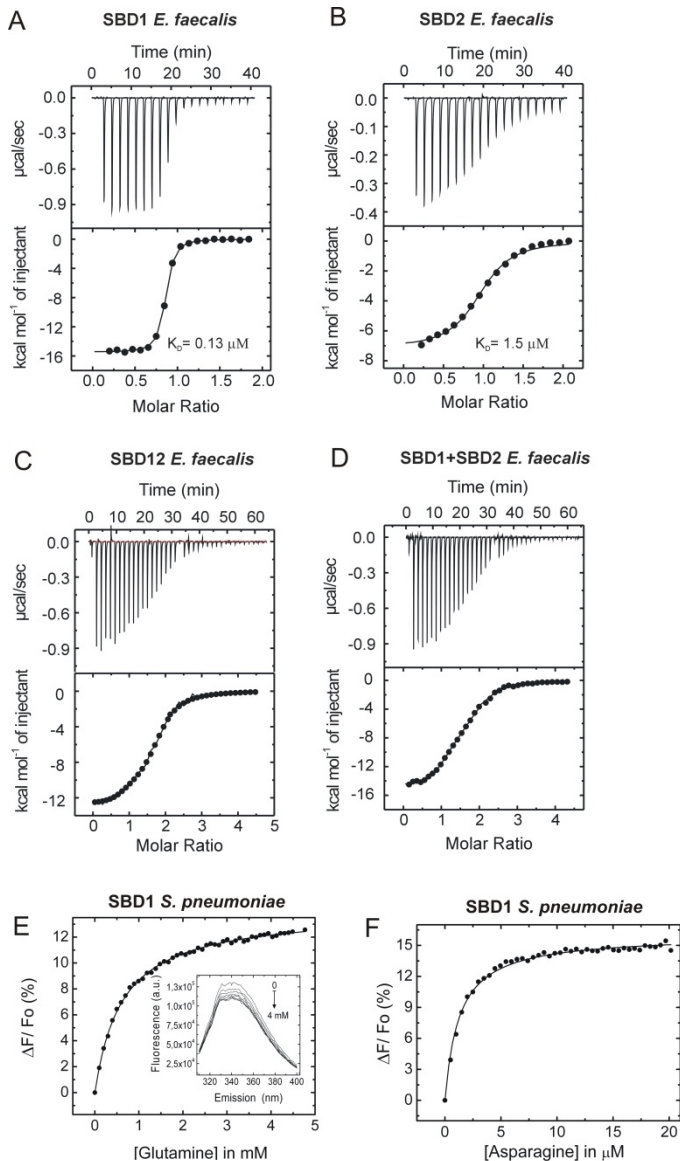 A
SBD1 E. faecalis
Time (min)
0 10 20 30 40
0.0
-0.3
-0.6
-0.9
µcal/sec
0
-4
-8
-12
-16
kcal mol⁻¹ of injectant
K_D= 0.13 µM
0.0 0.5 1.0 1.5 2.0
Molar Ratio
B
SBD2 E. faecalis
Time (min)
0 10 20 30 40
0.0
-0.1
-0.2
-0.3
-0.4
µcal/sec
0
-2
-4
-6
-8
kcal mol⁻¹ of injectant
K_D= 1.5 µM
0.0 0.5 1.0 1.5 2.0
Molar Ratio
C
SBD12 E. faecalis
Time (min)
0 10 20 30 40 50 60
0.0
-0.3
-0.6
-0.9
µcal/sec
0
-4
-8
-12
kcal mol⁻¹ of injectant
0 1 2 3 4 5
Molar Ratio
D
SBD1+SBD2 E. faecalis
Time (min)
0 10 20 30 40 50 60
0.0
-0.3
-0.6
-0.9
µcal/sec
0
-4
-8
-12
-16
kcal mol⁻¹ of injectant
0 1 2 3 4
Molar Ratio
E
SBD1 S. pneumoniae
12
10
8
6
4
2
0
ΔF/ Fo (%)
0 1 2 3 4 5
[Glutamine] in mM
1.3x10⁵
1.0x10⁵
7.5x10⁴
5.0x10⁴
2.5x10⁴
Fluorescence (a.u.)
0
4 mM
320 340 360 380 400
Emission (nm)
F
SBD1 S. pneumoniae
15
10
5
0
ΔF/ Fo (%)
0 5 10 15 20
[Asparagine] in µM